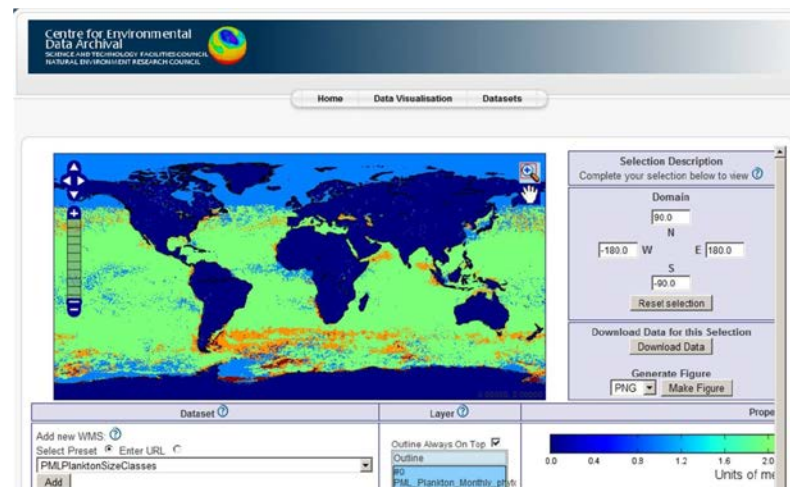 Centre for Environmental
Data Archival
SCIENCE AND TECHNOLOGY FACILITIES COUNCIL
NATURAL ENVIRONMENT RESEARCH COUNCIL
Home Data Visualisation Datasets
Selection Description
Complete your selection below to view ?
Domain
90.0
N
-180.0 W E 180.0
S
-90.0
Reset selection
Download Data for this Selection
Download Data
Generate Figure
PNG Make Figure
Dataset ? Layer ? Prope
Add new WMS: ?
Select Preset Enter URL
PMLPlanktonSizeClasses
Add
Outline Always On Top
Outline
#0
PML_Plankton_Monthly_phyto
0.0 0.4 0.8 1.2 1.6 2.0
Units of me